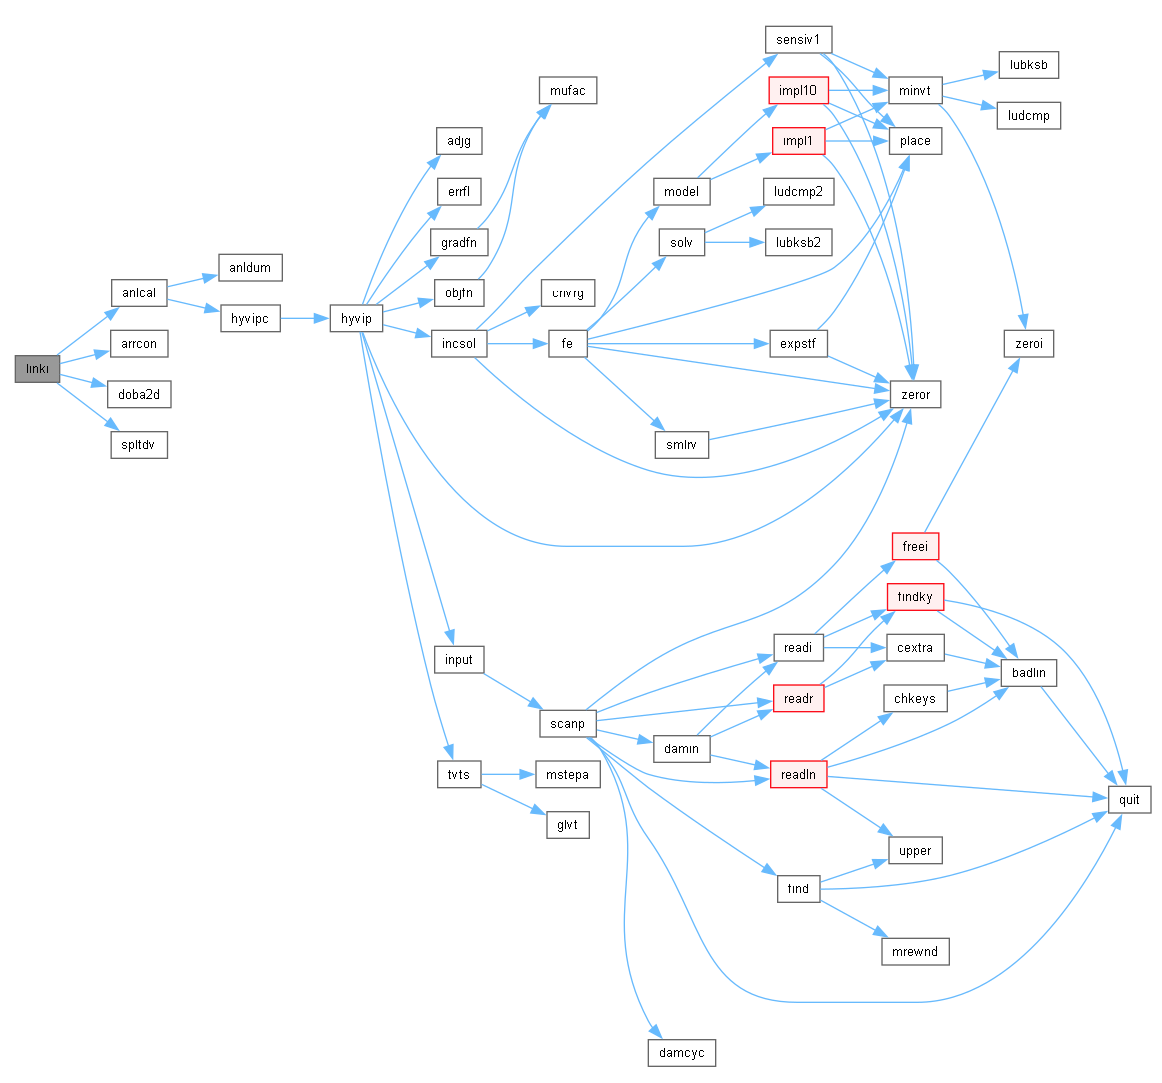 sensiv1
lubksb
mufac
impl10
minvt
ludcmp
adjg
impl1
place
errfl
model
ludcmp2
gradfn
solv
lubksb2
anldum
anlcal
objfn
hyvipc
hyvip
arrcon
incsol
fe
expstf
zeroi
linki
doba2d
zeror
spltdv
smlrv
freei
findky
readi
cextra
input
badlin
readr
chkeys
scanp
damin
tvts
mstepa
readln
quit
glvt
upper
find
mrewnd
damcyc